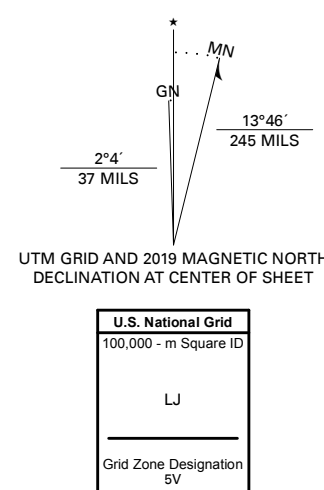 ★
MN
GN
13°46´
245 MILS
2°4´
37 MILS
UTM GRID AND 2019 MAGNETIC NORTH
DECLINATION AT CENTER OF SHEET
U.S. National Grid
100,000 - m Square ID
LJ
Grid Zone Designation
5V